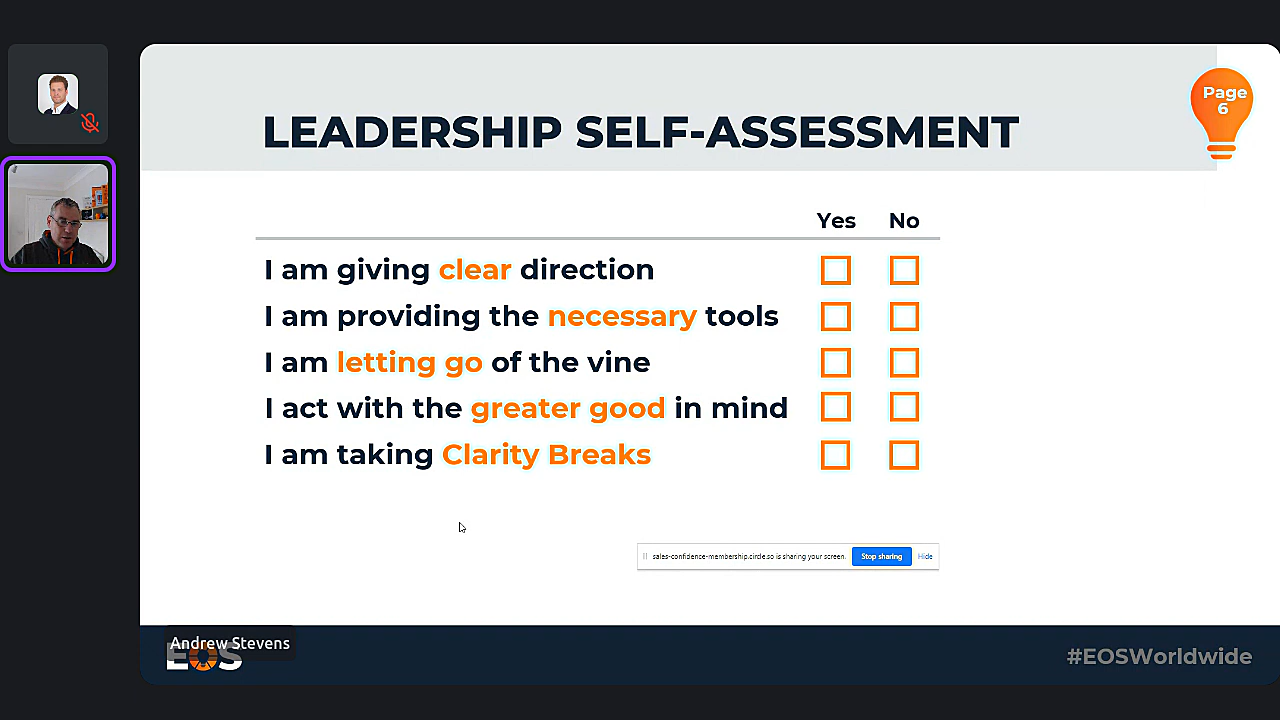 Page
6
LEADERSHIP SELF-ASSESSMENT
Yes No
I am giving clear direction
I am providing the necessary tools
I am letting go of the vine
I act with the greater good in mind
I am taking Clarity Breaks
sales-confidence-membership.circle.so is sharing your screen. Stop sharing Hide
Andrew Stevens
EOS
#EOSWorldwide